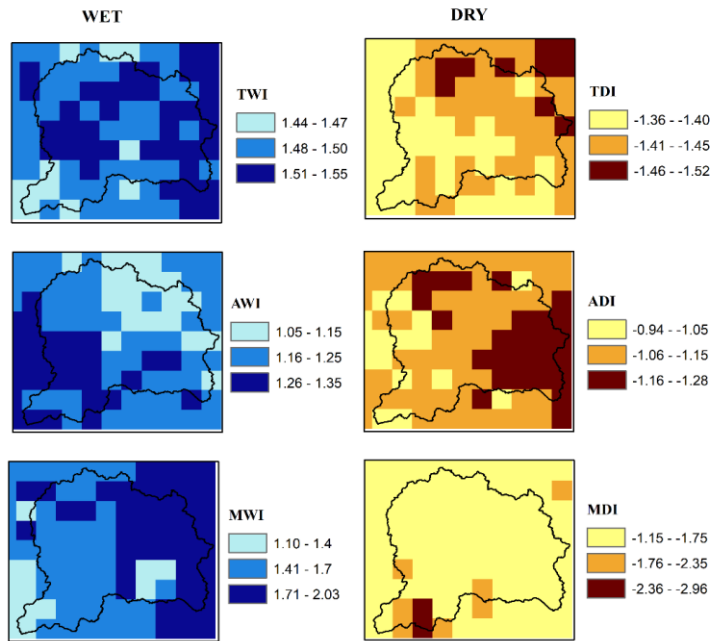 WET
DRY
TWI
1.44 - 1.47
1.48 - 1.50
1.51 - 1.55
TDI
-1.36 - -1.40
-1.41 - -1.45
-1.46 - -1.52
AWI
1.05 - 1.15
1.16 - 1.25
1.26 - 1.35
ADI
-0.94 - -1.05
-1.06 - -1.15
-1.16 - -1.28
MWI
1.10 - 1.4
1.41 - 1.7
1.71 - 2.03
MDI
-1.15 - -1.75
-1.76 - -2.35
-2.36 - -2.96